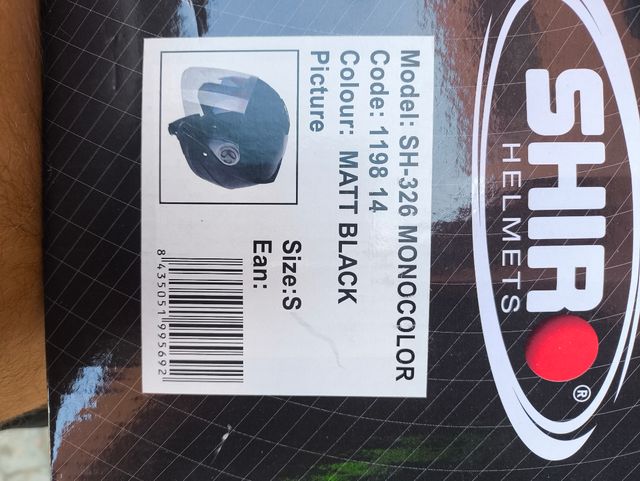 SHIRO
®
HELMETS
Model: SH-326 MONOCOLOR
Code: 1198 14
Colour: MATT BLACK
Picture
Size:S
Ean:
8 435051 995692